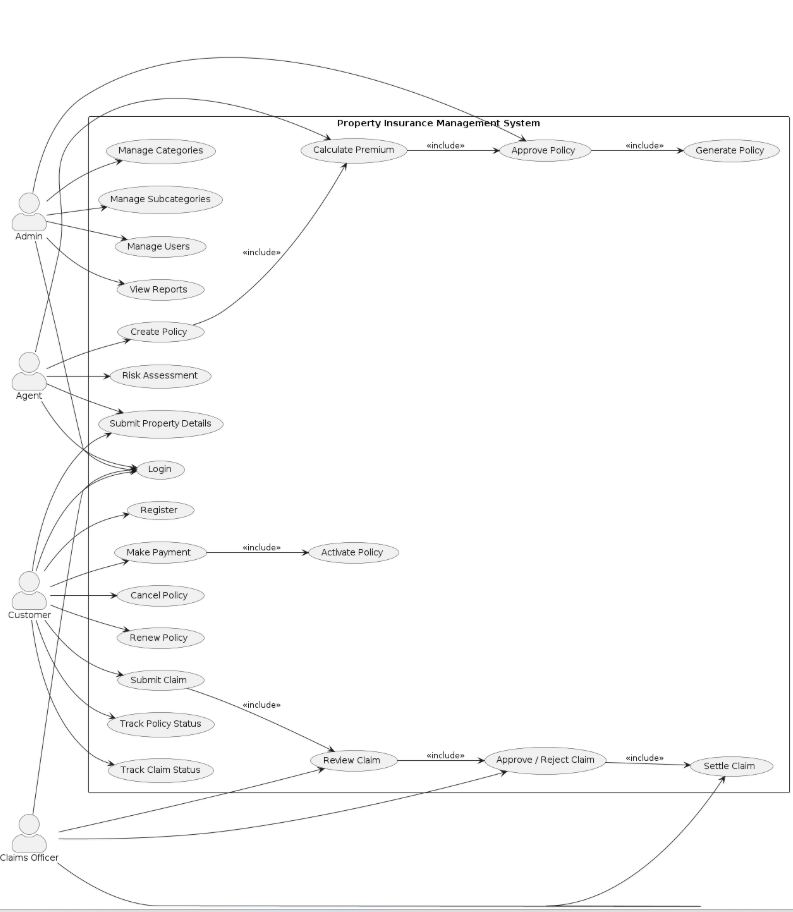 Property Insurance Management System
Manage Categories
Calculate Premium
«include»
Approve Policy
«include»
Generate Policy
Manage Subcategories
Admin
Manage Users
«include»
View Reports
Create Policy
Agent
Risk Assessment
Submit Property Details
Login
Register
Make Payment
«include»
Activate Policy
Customer
Cancel Policy
Renew Policy
Submit Claim
«include»
Track Policy Status
Review Claim
«include»
Approve / Reject Claim
«include»
Settle Claim
Track Claim Status
Claims Officer